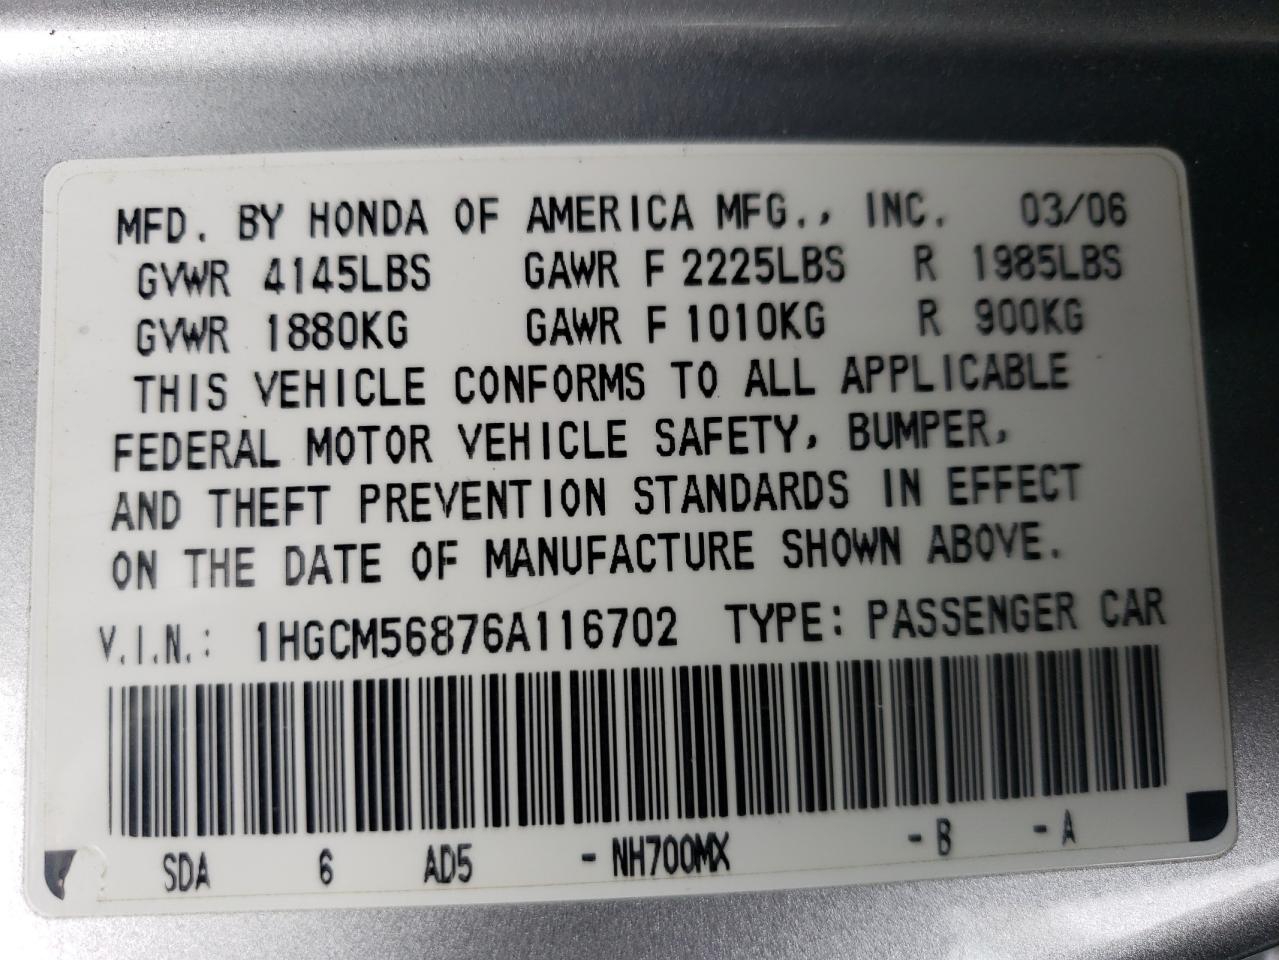 MFD. BY HONDA OF AMERICA MFG., INC. 03/06
GVWR 4145LBS GAWR F 2225LBS R 1985LBS
GVWR 1880KG GAWR F 1010KG R 900KG
THIS VEHICLE CONFORMS TO ALL APPLICABLE
FEDERAL MOTOR VEHICLE SAFETY, BUMPER,
AND THEFT PREVENTION STANDARDS IN EFFECT
ON THE DATE OF MANUFACTURE SHOWN ABOVE.
V.I.N.: 1HGCM56876A116702 TYPE: PASSENGER CAR
SDA 6 AD5 -NH700MX -B -A